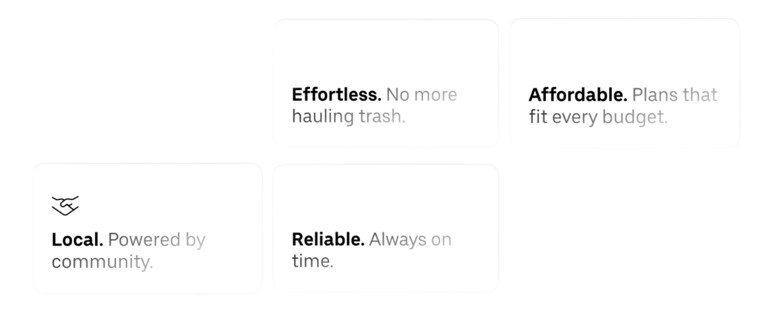 Effortless. No more
hauling trash.
Affordable. Plans that
fit every budget.
Local. Powered by
community.
Reliable. Always on
time.